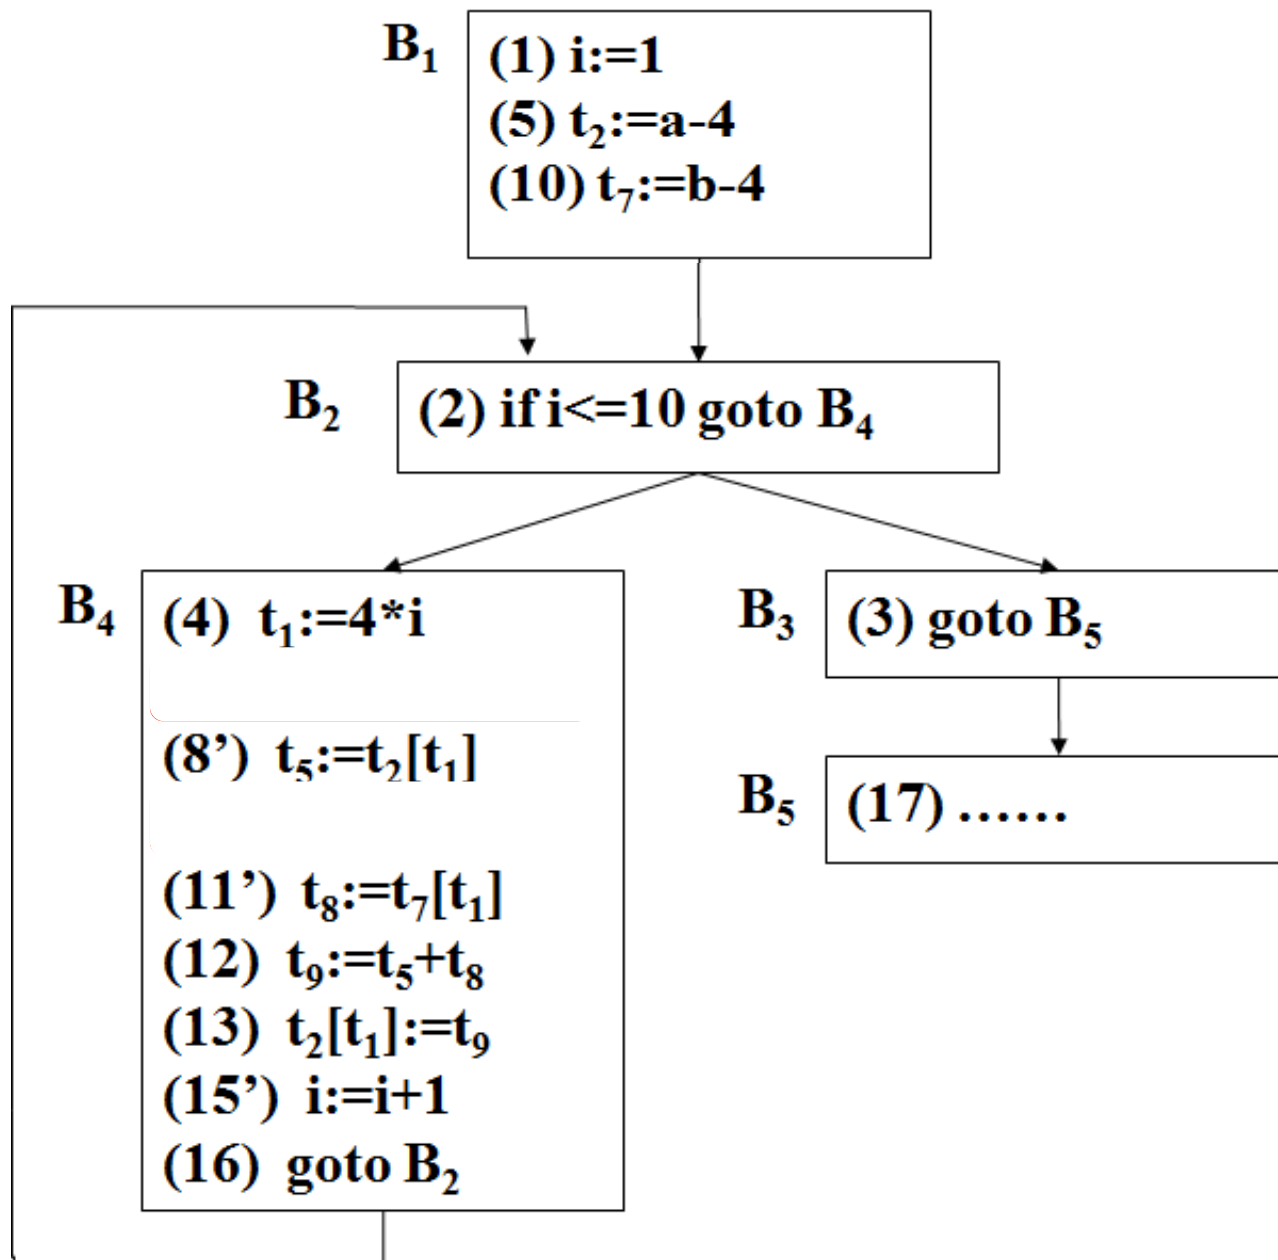 B₁
(1) i:=1
(5) t₂:=a-4
(10) t₇:=b-4
B₂
(2) if i<=10 goto B₄
B₄
(4) t₁:=4*i
(8’) t₅:=t₂[t₁]
(11’) t₈:=t₇[t₁]
(12) t₉:=t₅+t₈
(13) t₂[t₁]:=t₉
(15’) i:=i+1
(16) goto B₂
B₃
(3) goto B₅
B₅
(17) ……